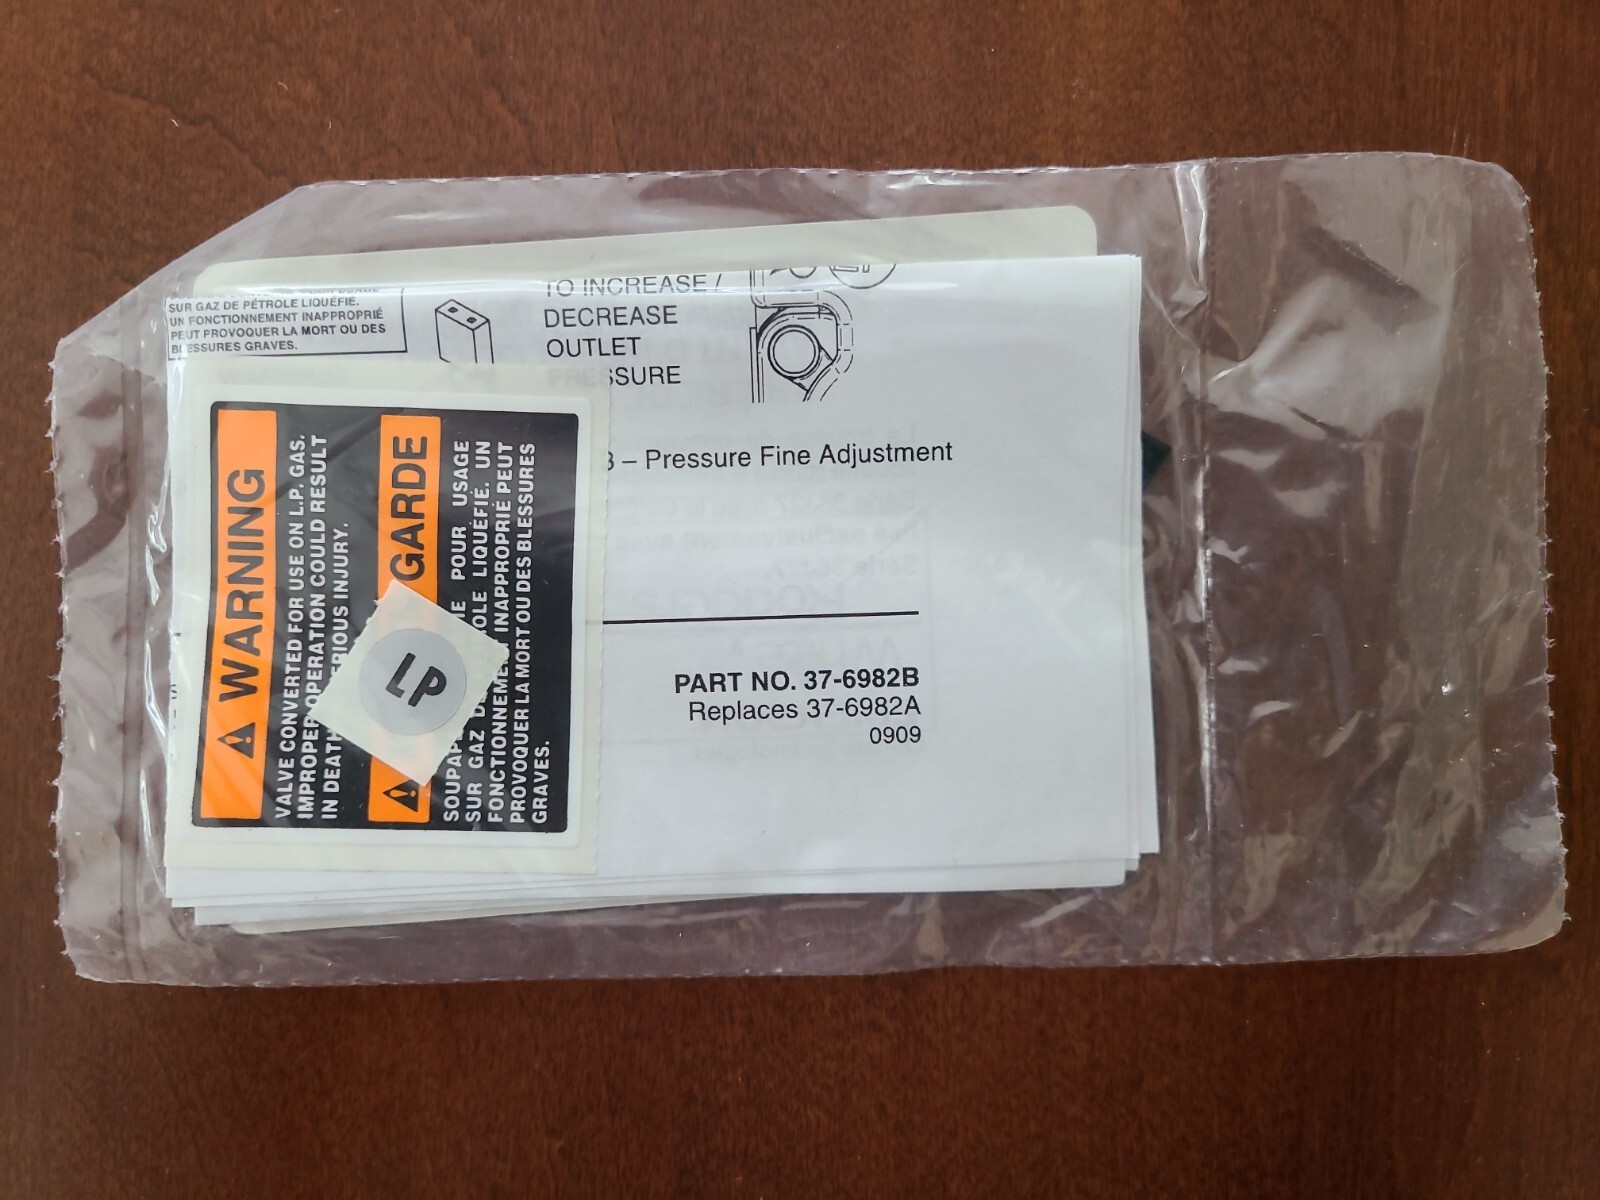 SUR GAZ DE PÉTROLE LIQUÉFIÉ.
UN FONCTIONNEMENT INAPPROPRIÉ
PEUT PROVOQUER LA MORT OU DES
BLESSURES GRAVES.
TO INCREASE /
DECREASE
OUTLET
PRESSURE
– Pressure Fine Adjustment
PART NO. 37-6982B
Replaces 37-6982A
0909
WARNING
VALVE CONVERTED FOR USE ON L.P. GAS.
IMPROPER OPERATION COULD RESULT
IN DEATH SERIOUS INJURY.
GARDE
SOUPAPE POUR USAGE
SUR GAZ LIQUÉFIÉ. UN
FONCTIONNEMENT INAPPROPRIÉ PEUT
PROVOQUER LA MORT OU DES BLESSURES
GRAVES.
LP